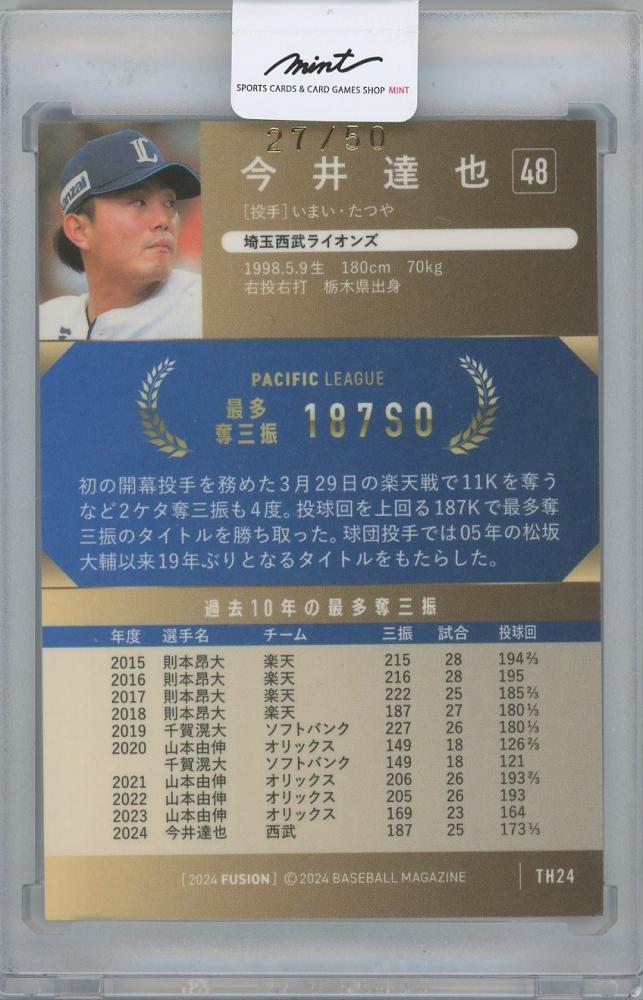 mint
SPORTS CARDS & CARD GAMES SHOP MINT
27/50
今井達也 48
[投手]いまい・たつや
埼玉西武ライオンズ
1998.5.9生 180cm 70kg
右投右打 栃木県出身
PACIFIC LEAGUE
最多
奪三振 187SO
初の開幕投手を務めた3月29日の楽天戦で11Kを奪う
など2ケタ奪三振も4度。投球回を上回る187Kで最多奪
三振のタイトルを勝ち取った。球団投手では05年の松坂
大輔以来19年ぶりとなるタイトルをもたらした。
過去10年の最多奪三振
年度 選手名 チーム 三振 試合 投球回
2015 則本昂大 楽天 215 28 194⅔
2016 則本昂大 楽天 216 28 195
2017 則本昂大 楽天 222 25 185⅔
2018 則本昂大 楽天 187 27 180⅓
2019 千賀滉大 ソフトバンク 227 26 180⅓
2020 山本由伸 オリックス 149 18 126⅔
千賀滉大 ソフトバンク 149 18 121
2021 山本由伸 オリックス 206 26 193⅔
2022 山本由伸 オリックス 205 26 193
2023 山本由伸 オリックス 169 23 164
2024 今井達也 西武 187 25 173⅓
[2024 FUSION] ©2024 BASEBALL MAGAZINE TH24